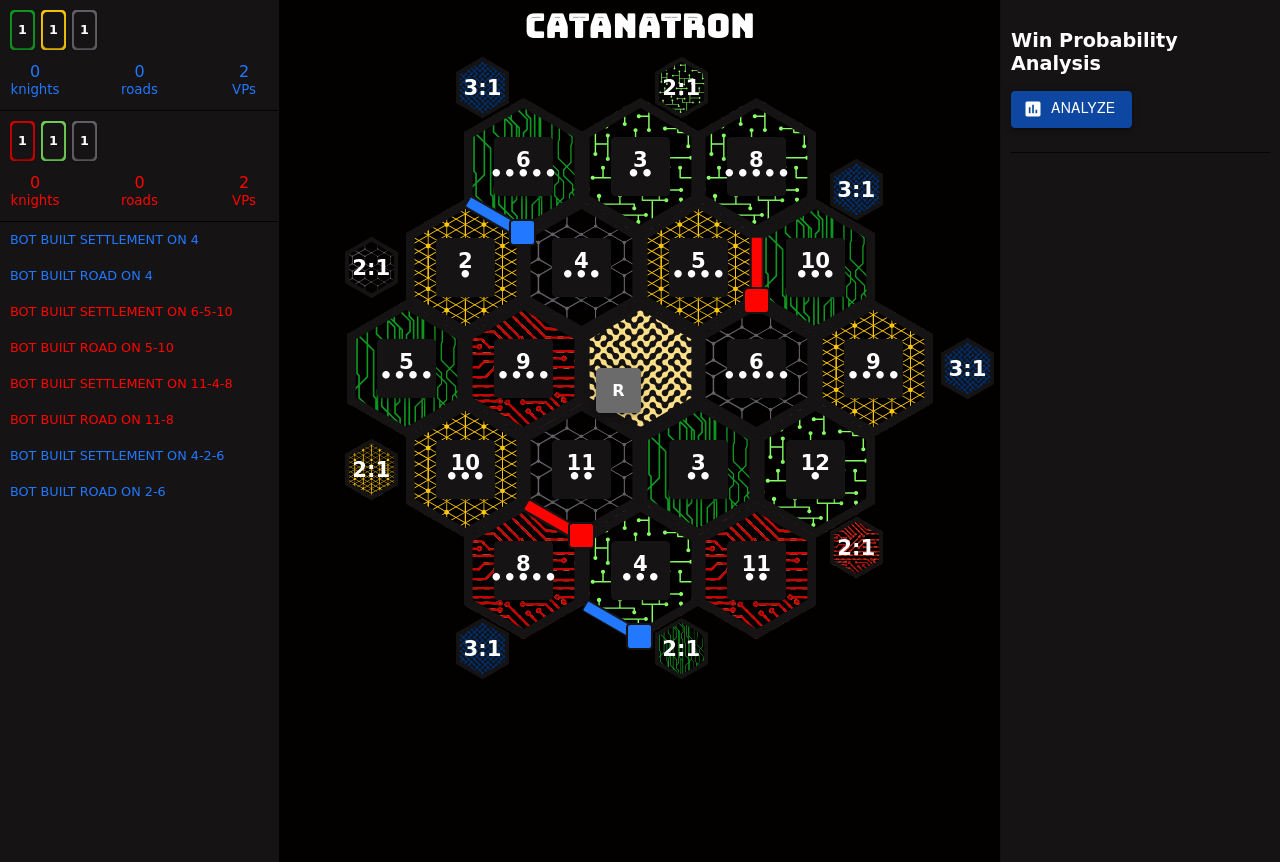 1 1 1
0 0 2
knights roads VPs
1 1 1
0 0 2
knights roads VPs
BOT BUILT SETTLEMENT ON 4
BOT BUILT ROAD ON 4
BOT BUILT SETTLEMENT ON 6-5-10
BOT BUILT ROAD ON 5-10
BOT BUILT SETTLEMENT ON 11-4-8
BOT BUILT ROAD ON 11-8
BOT BUILT SETTLEMENT ON 4-2-6
BOT BUILT ROAD ON 2-6
CATANATRON
3:1 2:1
6 3 8
3:1
2:1 2 4 5 10
5 9 6 9 3:1
R
2:1 10 11 3 12
2:1
8 4 11
3:1 2:1
Win Probability
Analysis
ANALYZE